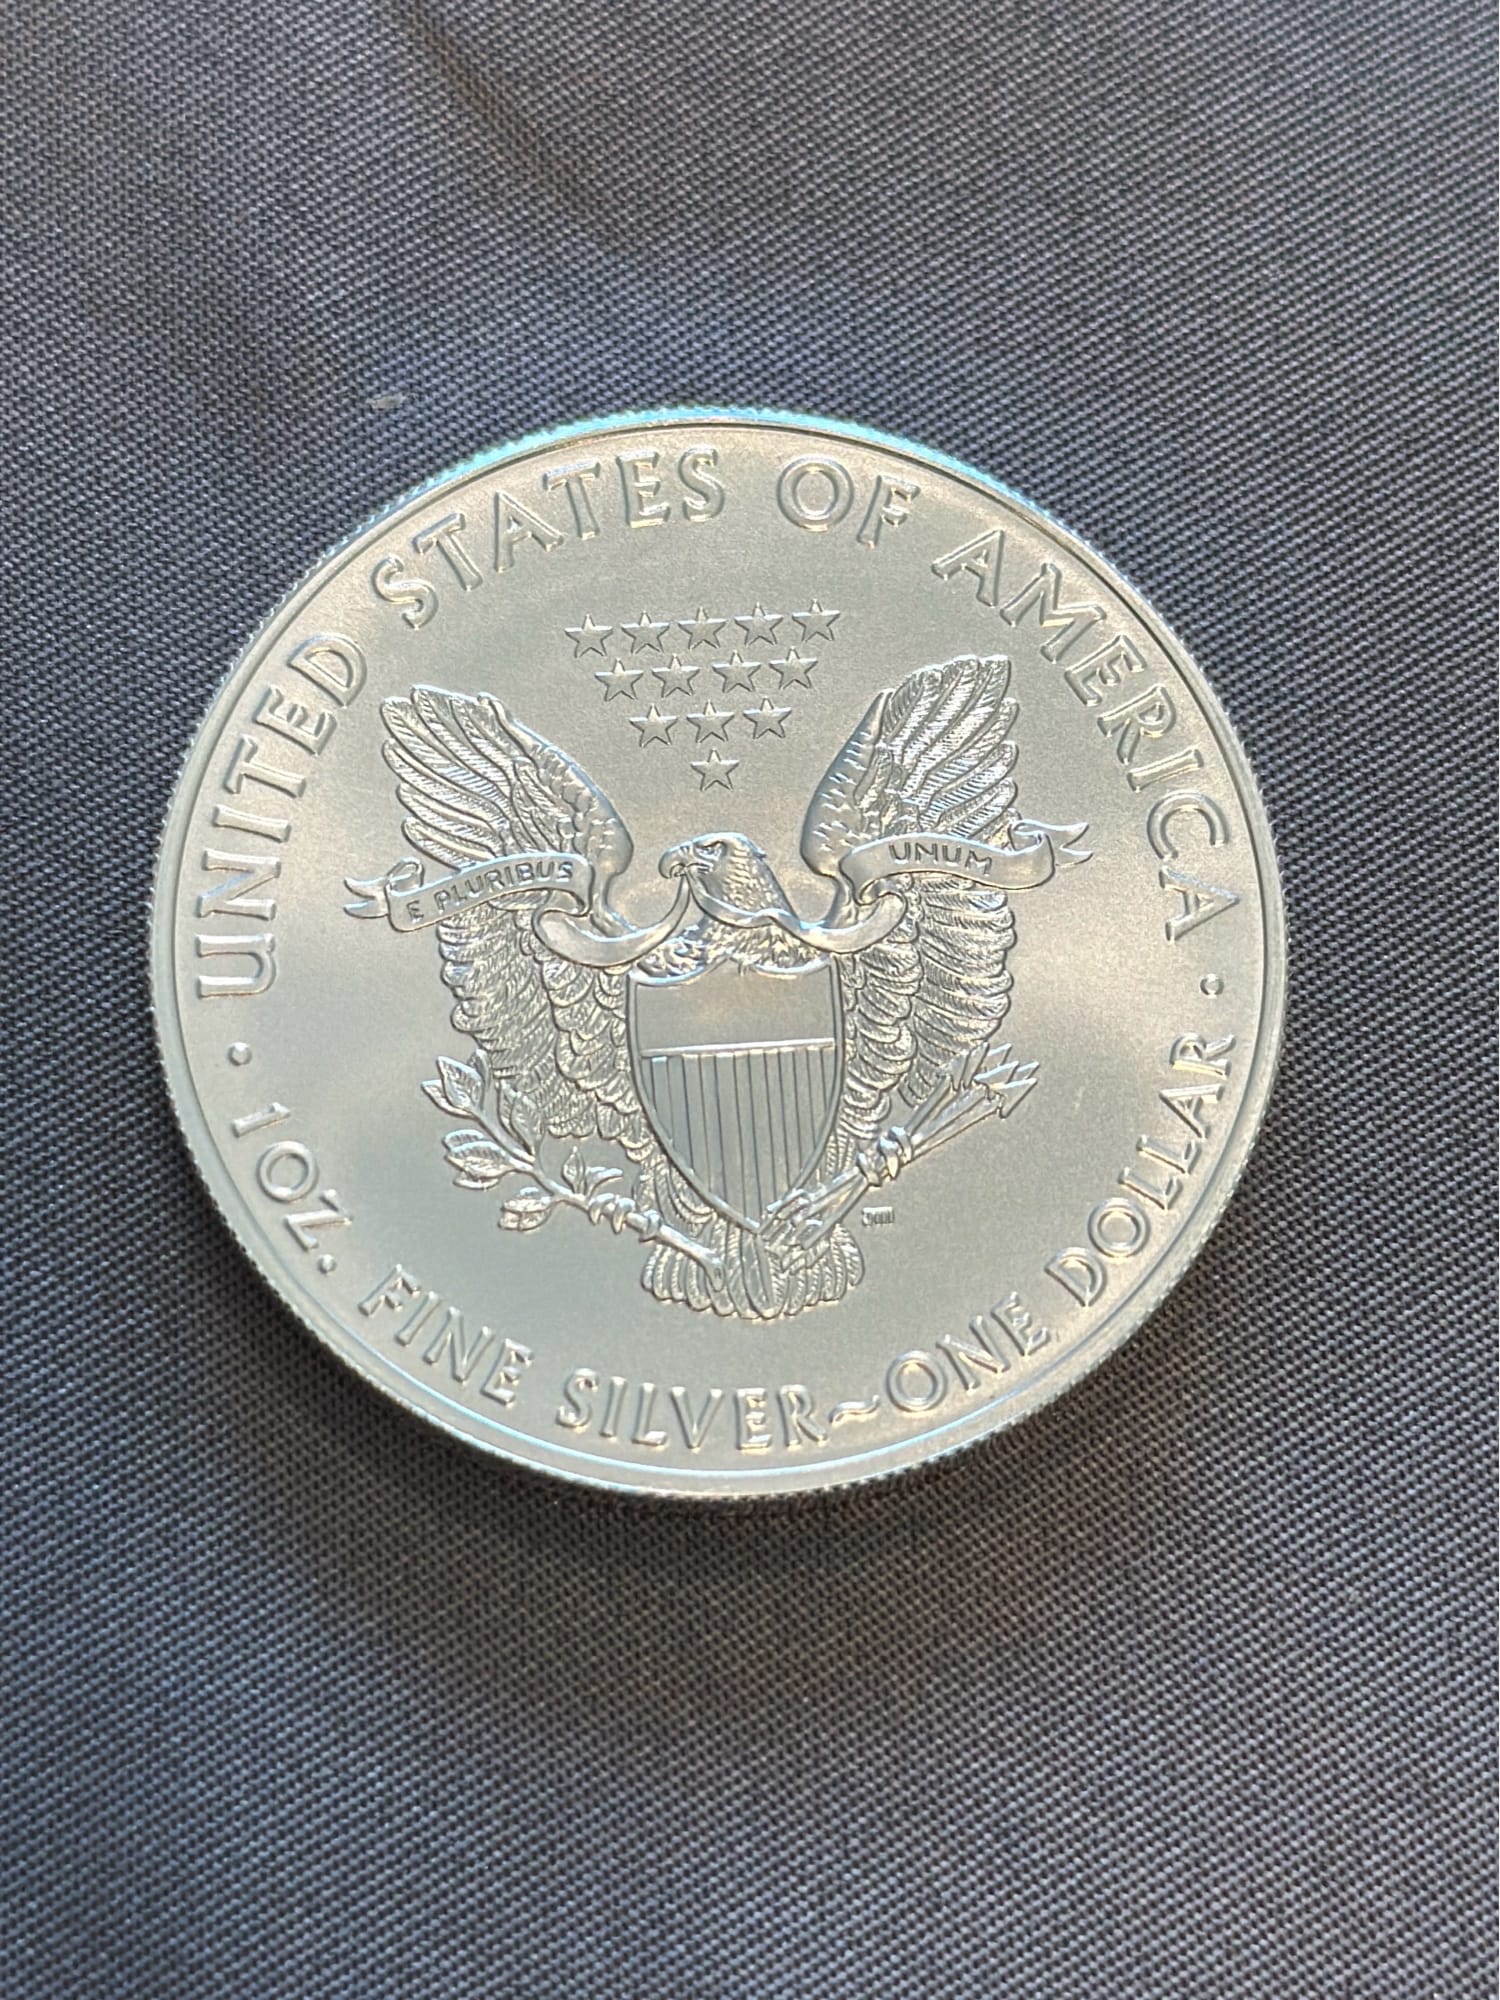 UNITED STATES OF AMERICA
E PLURIBUS UNUM
1 OZ. FINE SILVER~ONE DOLLAR